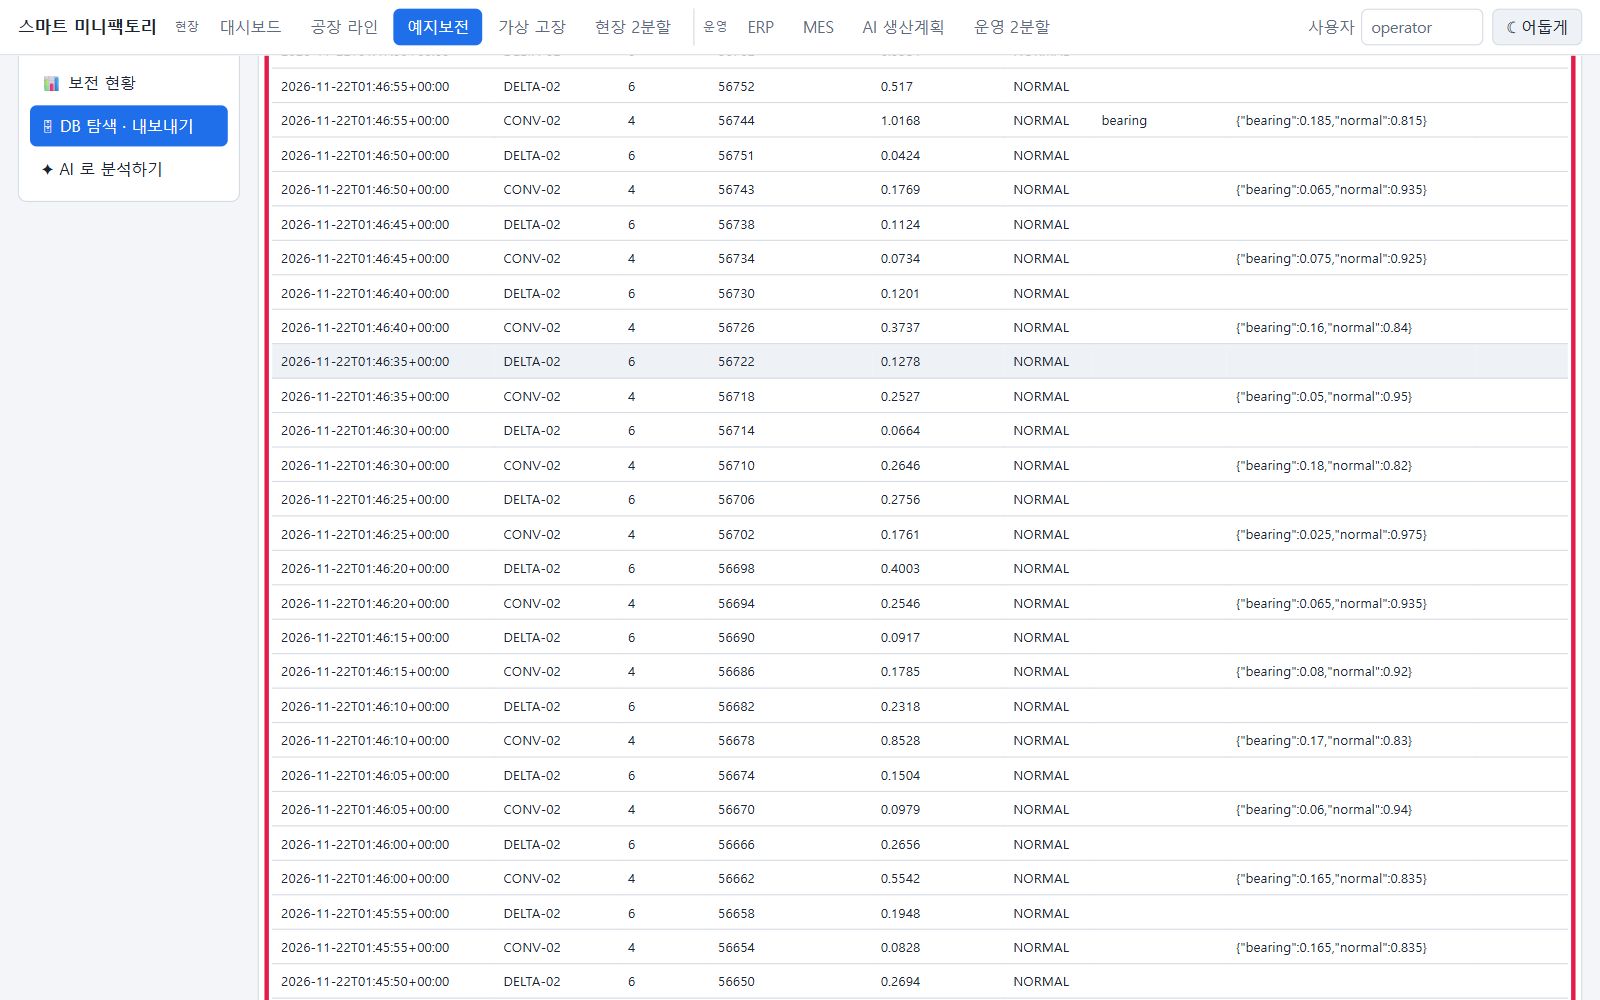 스마트 미니팩토리 현장 대시보드 공장 라인 예지보전 가상 고장 현장 2분할 운영 ERP MES AI 생산계획 운영 2분할 사용자 operator ☾ 어둡게
📊 보전 현황
🗄 DB 탐색 · 내보내기
✦ AI 로 분석하기
2026-11-22T01:46:55+00:00 DELTA-02 6 56752 0.517 NORMAL
2026-11-22T01:46:55+00:00 CONV-02 4 56744 1.0168 NORMAL bearing {"bearing":0.185,"normal":0.815}
2026-11-22T01:46:50+00:00 DELTA-02 6 56751 0.0424 NORMAL
2026-11-22T01:46:50+00:00 CONV-02 4 56743 0.1769 NORMAL {"bearing":0.065,"normal":0.935}
2026-11-22T01:46:45+00:00 DELTA-02 6 56738 0.1124 NORMAL
2026-11-22T01:46:45+00:00 CONV-02 4 56734 0.0734 NORMAL {"bearing":0.075,"normal":0.925}
2026-11-22T01:46:40+00:00 DELTA-02 6 56730 0.1201 NORMAL
2026-11-22T01:46:40+00:00 CONV-02 4 56726 0.3737 NORMAL {"bearing":0.16,"normal":0.84}
2026-11-22T01:46:35+00:00 DELTA-02 6 56722 0.1278 NORMAL
2026-11-22T01:46:35+00:00 CONV-02 4 56718 0.2527 NORMAL {"bearing":0.05,"normal":0.95}
2026-11-22T01:46:30+00:00 DELTA-02 6 56714 0.0664 NORMAL
2026-11-22T01:46:30+00:00 CONV-02 4 56710 0.2646 NORMAL {"bearing":0.18,"normal":0.82}
2026-11-22T01:46:25+00:00 DELTA-02 6 56706 0.2756 NORMAL
2026-11-22T01:46:25+00:00 CONV-02 4 56702 0.1761 NORMAL {"bearing":0.025,"normal":0.975}
2026-11-22T01:46:20+00:00 DELTA-02 6 56698 0.4003 NORMAL
2026-11-22T01:46:20+00:00 CONV-02 4 56694 0.2546 NORMAL {"bearing":0.065,"normal":0.935}
2026-11-22T01:46:15+00:00 DELTA-02 6 56690 0.0917 NORMAL
2026-11-22T01:46:15+00:00 CONV-02 4 56686 0.1785 NORMAL {"bearing":0.08,"normal":0.92}
2026-11-22T01:46:10+00:00 DELTA-02 6 56682 0.2318 NORMAL
2026-11-22T01:46:10+00:00 CONV-02 4 56678 0.8528 NORMAL {"bearing":0.17,"normal":0.83}
2026-11-22T01:46:05+00:00 DELTA-02 6 56674 0.1504 NORMAL
2026-11-22T01:46:05+00:00 CONV-02 4 56670 0.0979 NORMAL {"bearing":0.06,"normal":0.94}
2026-11-22T01:46:00+00:00 DELTA-02 6 56666 0.2656 NORMAL
2026-11-22T01:46:00+00:00 CONV-02 4 56662 0.5542 NORMAL {"bearing":0.165,"normal":0.835}
2026-11-22T01:45:55+00:00 DELTA-02 6 56658 0.1948 NORMAL
2026-11-22T01:45:55+00:00 CONV-02 4 56654 0.0828 NORMAL {"bearing":0.165,"normal":0.835}
2026-11-22T01:45:50+00:00 DELTA-02 6 56650 0.2694 NORMAL